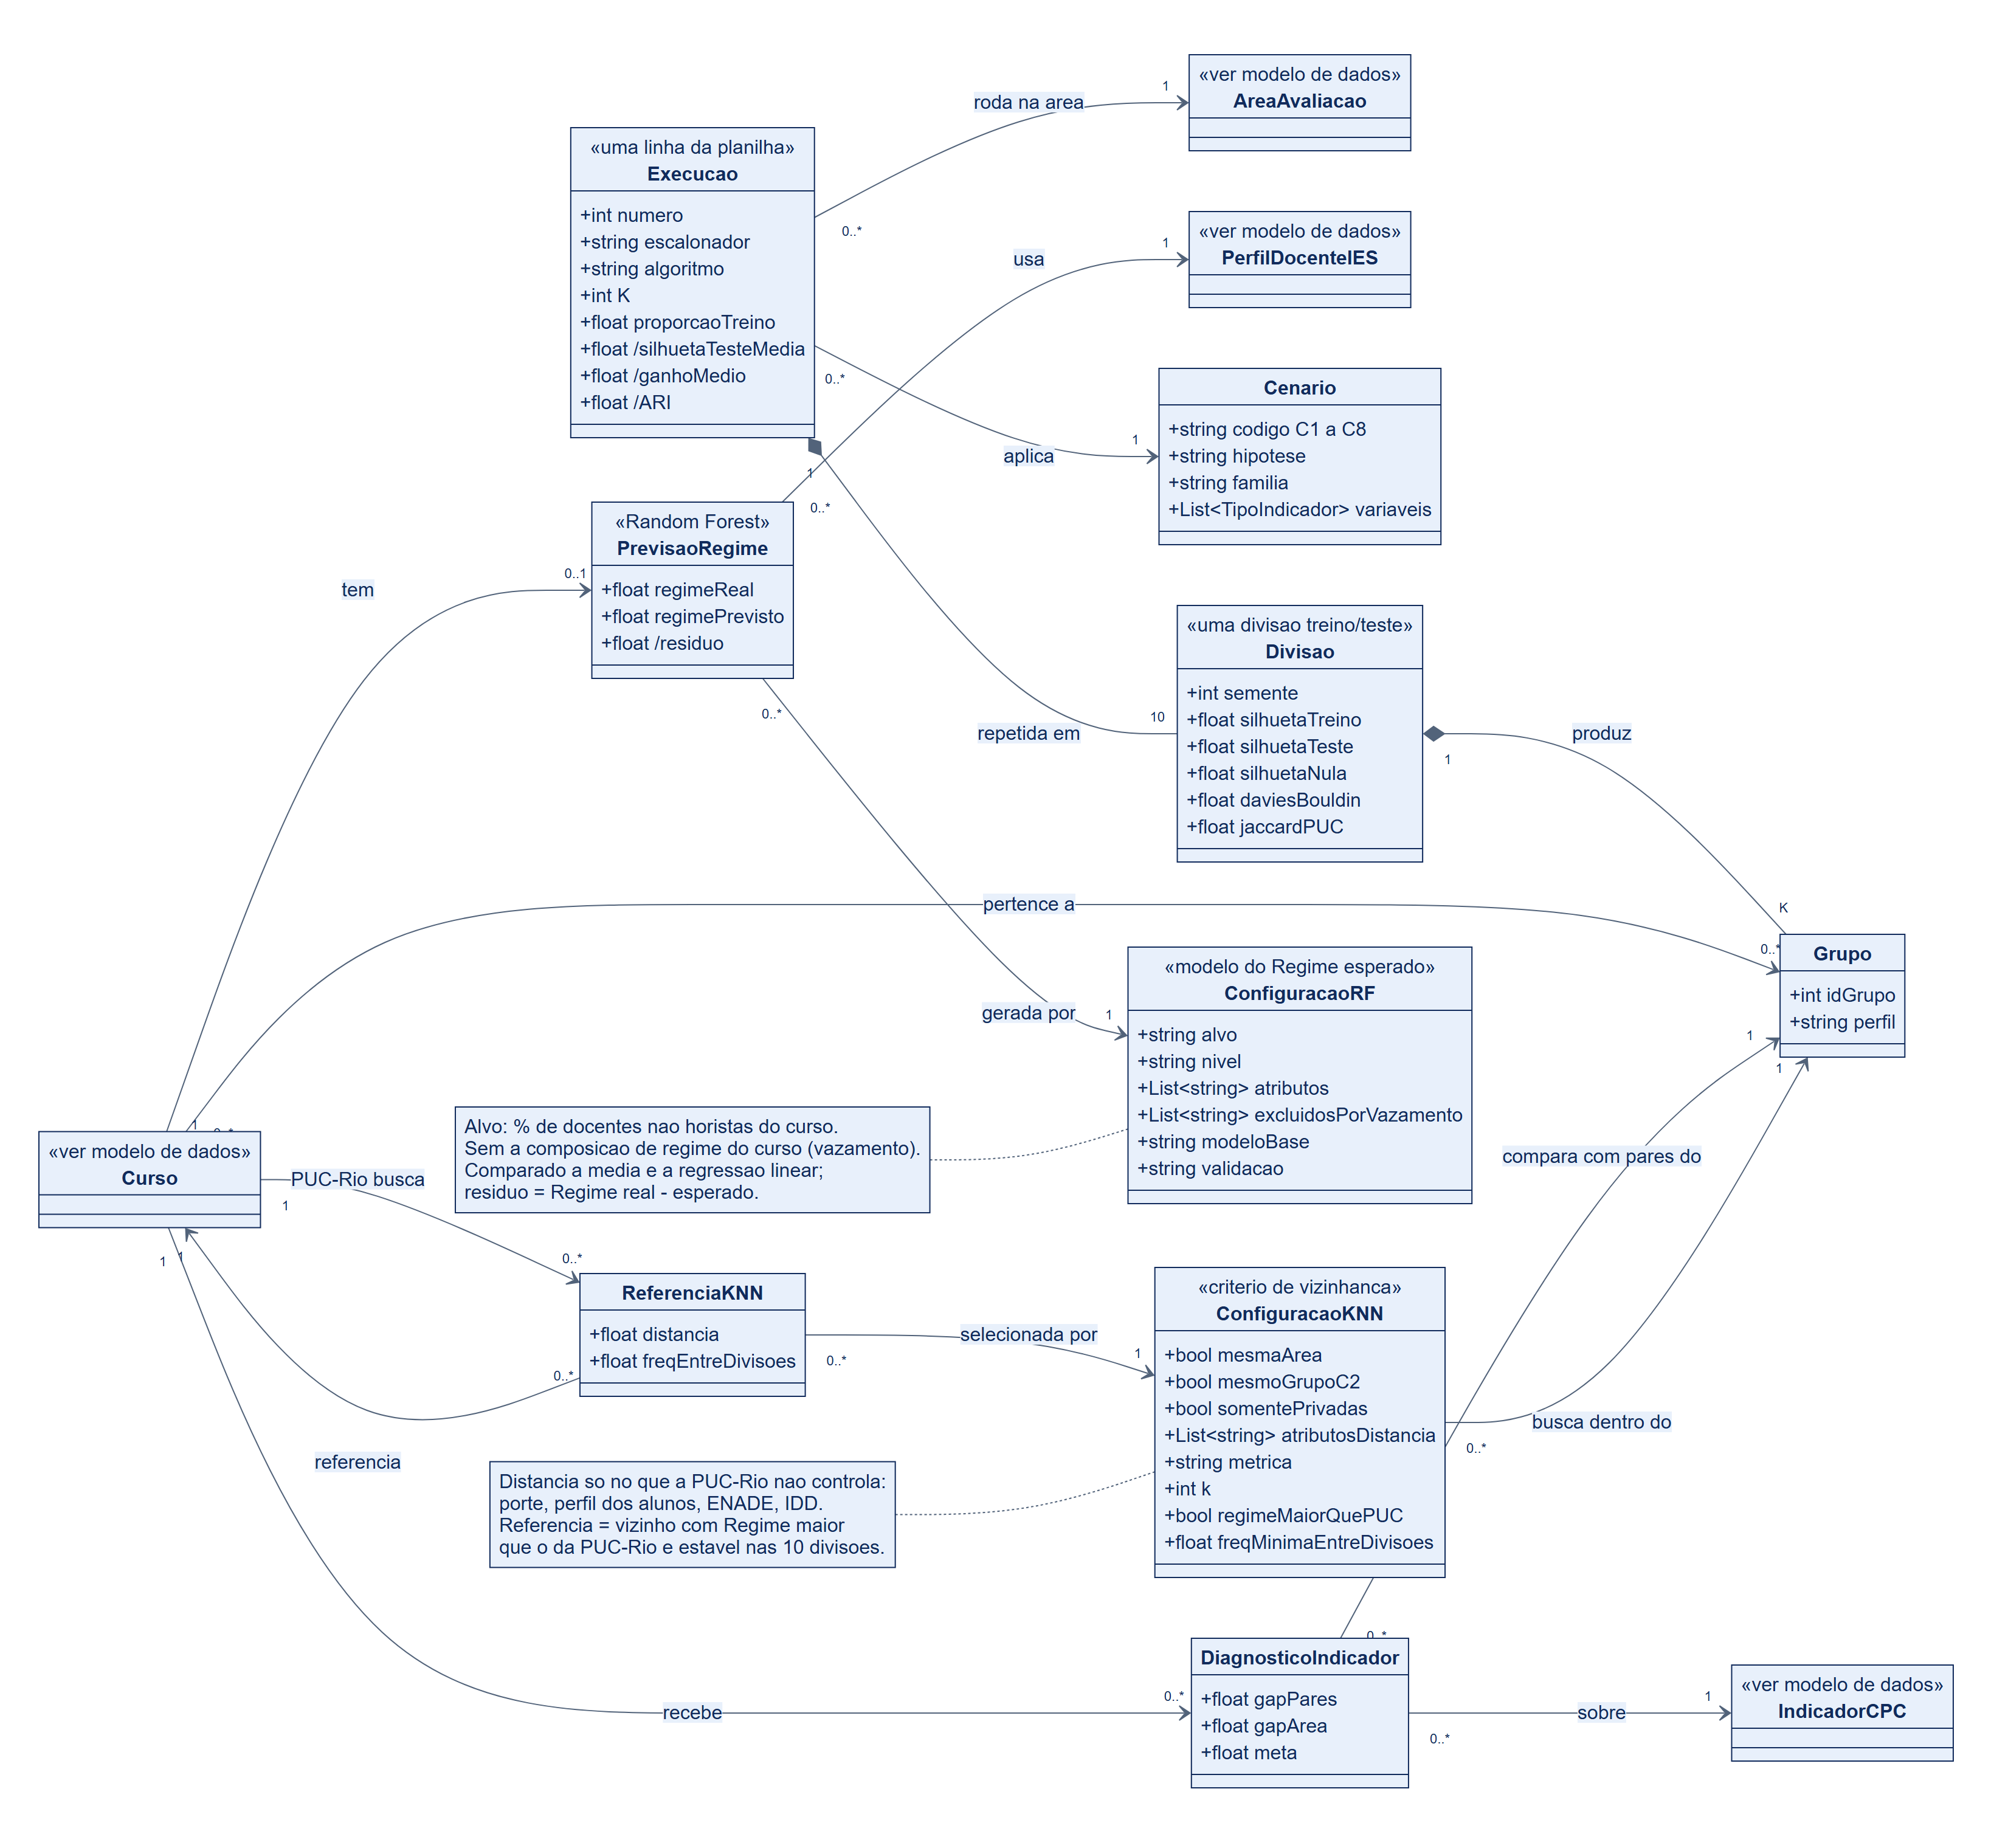 «ver modelo de dados»
AreaAvaliacao
roda na area
1
0..*
«uma linha da planilha»
Execucao
+int numero
+string escalonador
+string algoritmo
+int K
+float proporcaoTreino
+float /silhuetaTesteMedia
+float /ganhoMedio
+float /ARI
«ver modelo de dados»
PerfilDocenteIES
usa
1
0..*
Cenario
+string codigo C1 a C8
+string hipotese
+string familia
+List<TipoIndicador> variaveis
aplica
0..*
1
1
«Random Forest»
PrevisaoRegime
+float regimeReal
+float regimePrevisto
+float /residuo
tem
0..1
1
«uma divisao treino/teste»
Divisao
+int semente
+float silhuetaTreino
+float silhuetaTeste
+float silhuetaNula
+float daviesBouldin
+float jaccardPUC
repetida em
10
produz
1
K
0..*
pertence a
0..*
0..*
Grupo
+int idGrupo
+string perfil
gerada por
1
«modelo do Regime esperado»
ConfiguracaoRF
+string alvo
+string nivel
+List<string> atributos
+List<string> excluidosPorVazamento
+string modeloBase
+string validacao
Alvo: % de docentes nao horistas do curso.
Sem a composicao de regime do curso (vazamento).
Comparado a media e a regressao linear;
residuo = Regime real - esperado.
«ver modelo de dados»
Curso
PUC-Rio busca
1
0..*
1
1
ReferenciaKNN
+float distancia
+float freqEntreDivisoes
0..*
referencia
selecionada por
0..*
1
«criterio de vizinhanca»
ConfiguracaoKNN
+bool mesmaArea
+bool mesmoGrupoC2
+bool somentePrivadas
+List<string> atributosDistancia
+string metrica
+int k
+bool regimeMaiorQuePUC
+float freqMinimaEntreDivisoes
compara com pares do
1
1
busca dentro do
0..*
Distancia so no que a PUC-Rio nao controla:
porte, perfil dos alunos, ENADE, IDD.
Referencia = vizinho com Regime maior
que o da PUC-Rio e estavel nas 10 divisoes.
0..*
DiagnosticoIndicador
+float gapPares
+float gapArea
+float meta
recebe
0..*
sobre
0..*
1
«ver modelo de dados»
IndicadorCPC